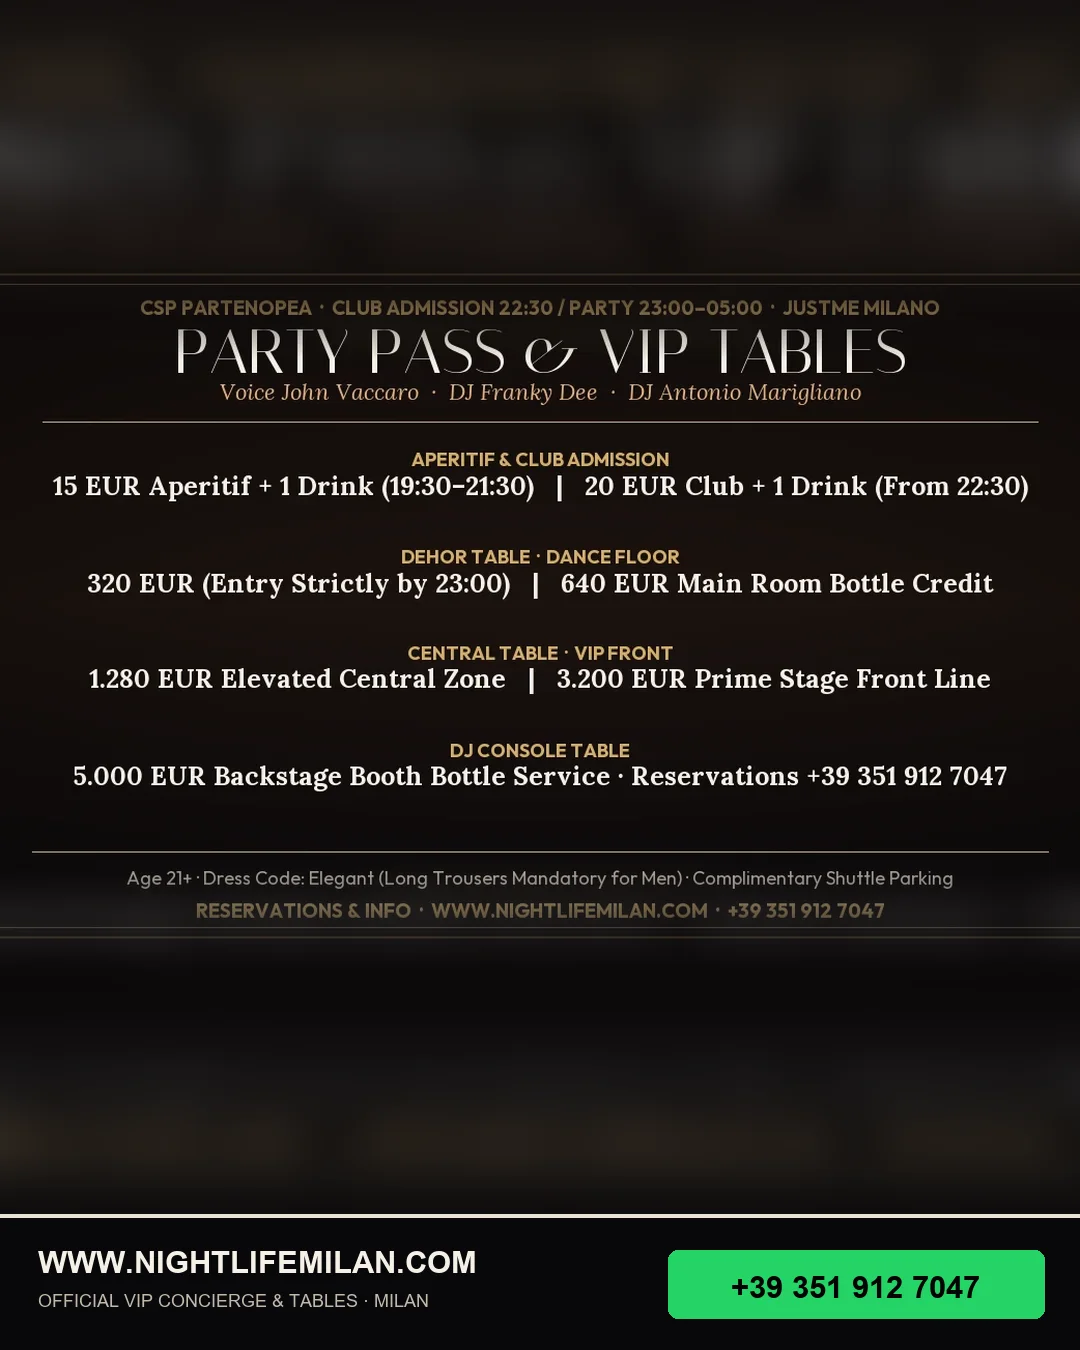 CSP PARTENOPEA · CLUB ADMISSION 22:30 / PARTY 23:00–05:00 · JUSTME MILANO
PARTY PASS & VIP TABLES
Voice John Vaccaro · DJ Franky Dee · DJ Antonio Marigliano
APERITIF & CLUB ADMISSION
15 EUR Aperitif + 1 Drink (19:30–21:30) | 20 EUR Club + 1 Drink (From 22:30)
DEHOR TABLE · DANCE FLOOR
320 EUR (Entry Strictly by 23:00) | 640 EUR Main Room Bottle Credit
CENTRAL TABLE · VIP FRONT
1.280 EUR Elevated Central Zone | 3.200 EUR Prime Stage Front Line
DJ CONSOLE TABLE
5.000 EUR Backstage Booth Bottle Service · Reservations +39 351 912 7047
Age 21+ · Dress Code: Elegant (Long Trousers Mandatory for Men) · Complimentary Shuttle Parking
RESERVATIONS & INFO · WWW.NIGHTLIFEMILAN.COM · +39 351 912 7047
WWW.NIGHTLIFEMILAN.COM
OFFICIAL VIP CONCIERGE & TABLES · MILAN
+39 351 912 7047